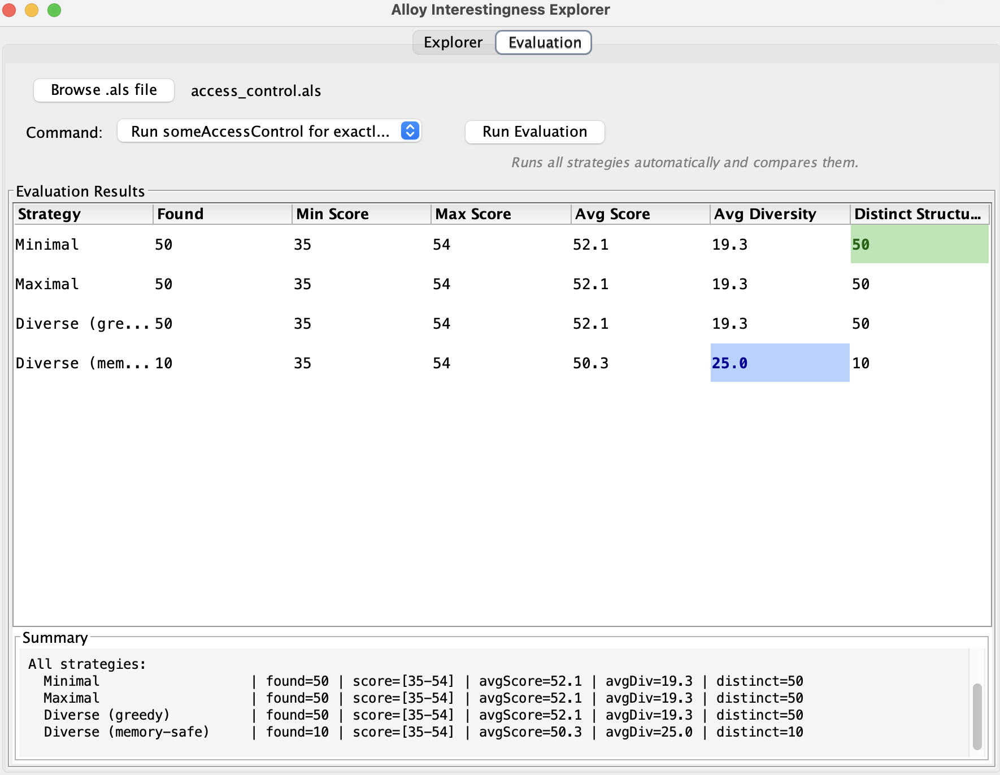 Alloy Interestingness Explorer
Explorer Evaluation
Browse .als file access_control.als
Command: Run someAccessControl for exactl... Run Evaluation
Runs all strategies automatically and compares them.
Evaluation Results
Strategy Found Min Score Max Score Avg Score Avg Diversity Distinct Structu...
Minimal 50 35 54 52.1 19.3 50
Maximal 50 35 54 52.1 19.3 50
Diverse (gre... 50 35 54 52.1 19.3 50
Diverse (mem... 10 35 54 50.3 25.0 10
Summary
All strategies:
Minimal | found=50 | score=[35-54] | avgScore=52.1 | avgDiv=19.3 | distinct=50
Maximal | found=50 | score=[35-54] | avgScore=52.1 | avgDiv=19.3 | distinct=50
Diverse (greedy) | found=50 | score=[35-54] | avgScore=52.1 | avgDiv=19.3 | distinct=50
Diverse (memory-safe) | found=10 | score=[35-54] | avgScore=50.3 | avgDiv=25.0 | distinct=10